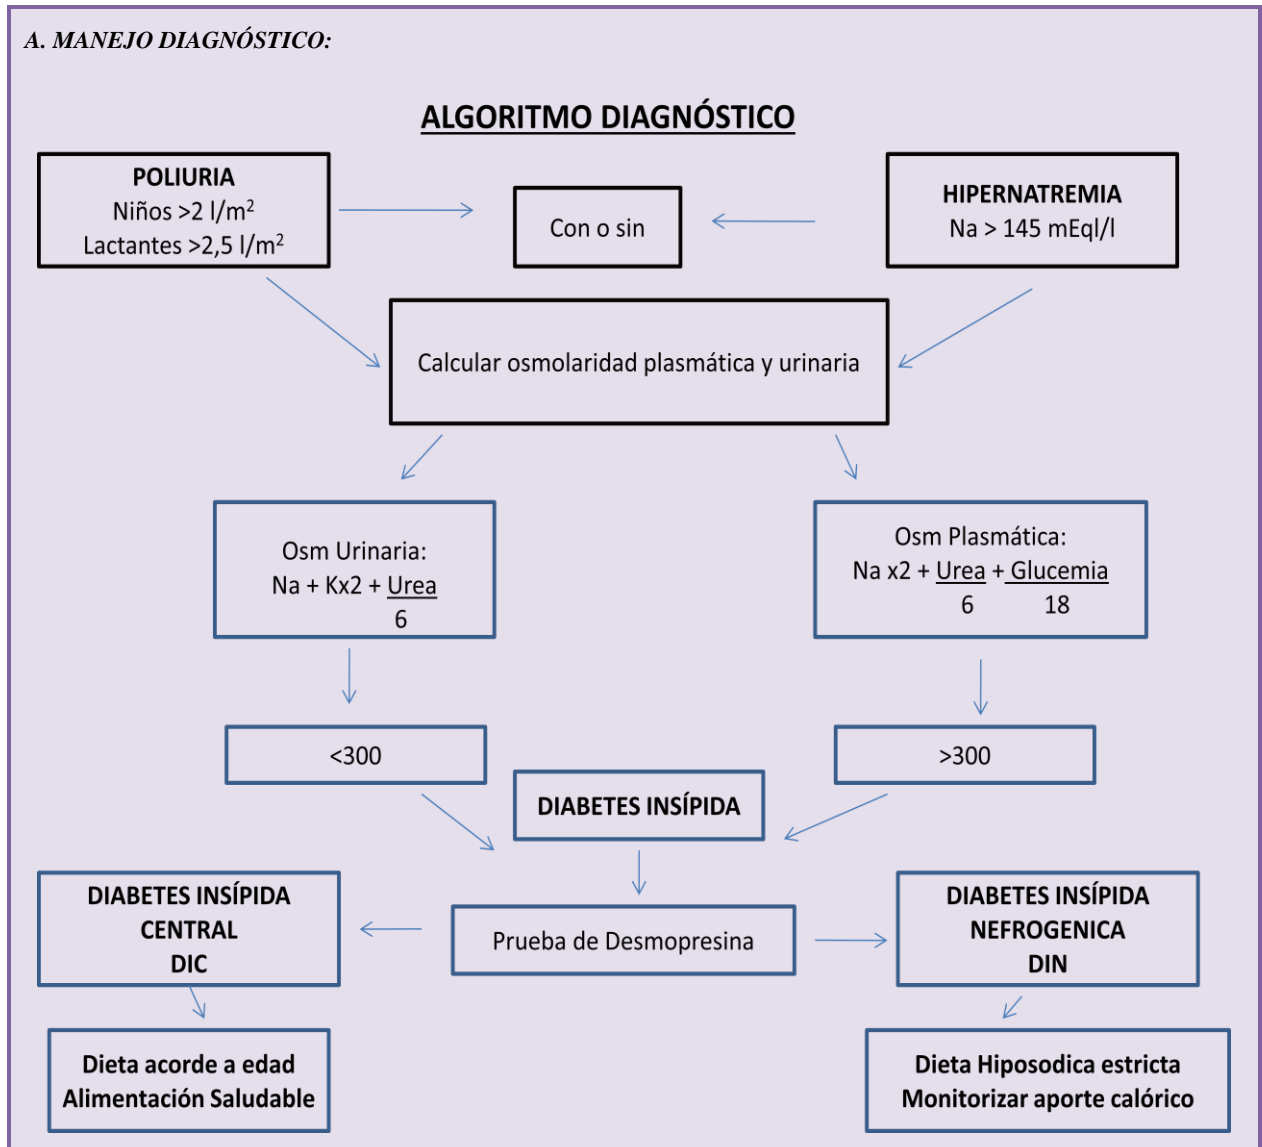 A. MANEJO DIAGNÓSTICO:
ALGORITMO DIAGNÓSTICO
POLIURIA
Niños >2 l/m²
Lactantes >2,5 l/m²
Con o sin
HIPERNATREMIA
Na > 145 mEql/l
Calcular osmolaridad plasmática y urinaria
Osm Urinaria:
Na + Kx2 + Urea
6
Osm Plasmática:
Na x2 + Urea + Glucemia
6 18
<300
>300
DIABETES INSÍPIDA
DIABETES INSÍPIDA
CENTRAL
DIC
Prueba de Desmopresina
DIABETES INSÍPIDA
NEFROGENICA
DIN
Dieta acorde a edad
Alimentación Saludable
Dieta Hiposodica estricta
Monitorizar aporte calórico